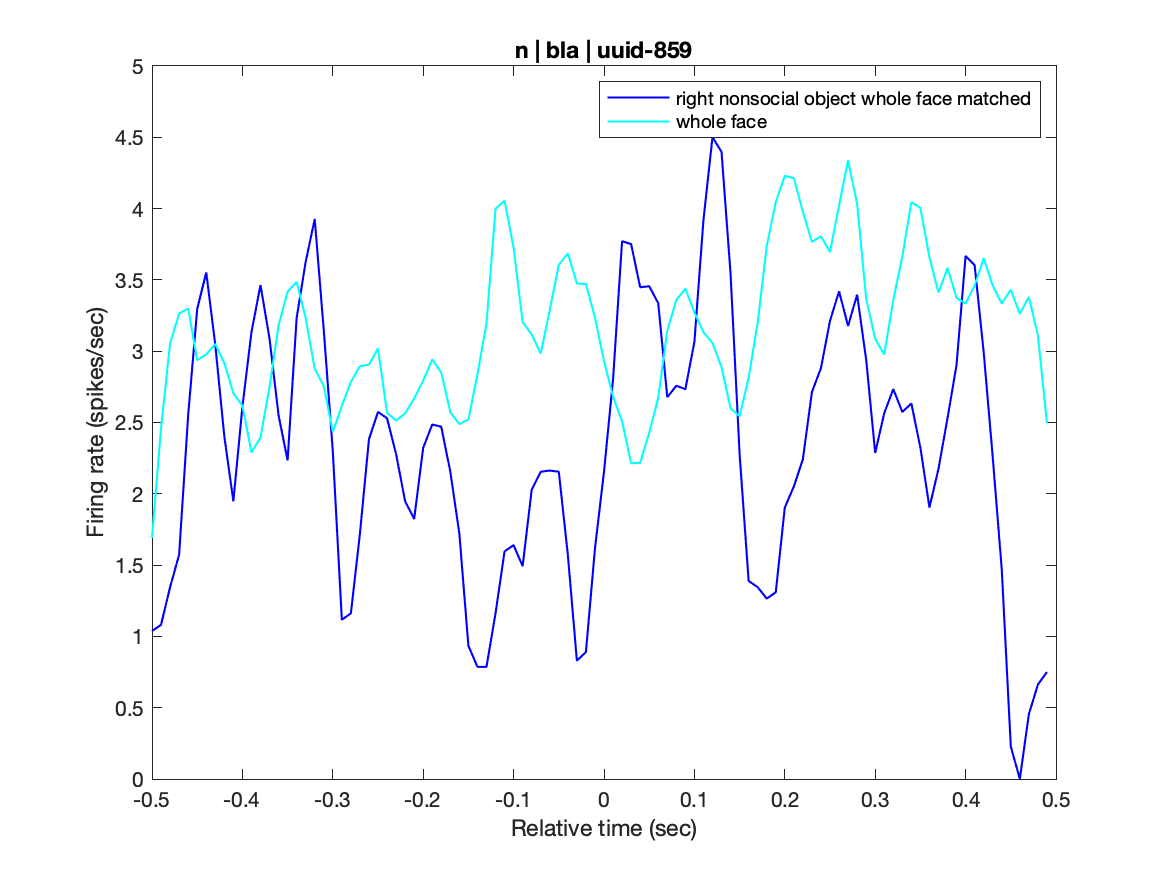 n | bla | uuid-859
right nonsocial object whole face matched
whole face
Firing rate (spikes/sec)
5
4.5
4
3.5
3
2.5
2
1.5
1
0.5
0
-0.5 -0.4 -0.3 -0.2 -0.1 0 0.1 0.2 0.3 0.4 0.5
Relative time (sec)